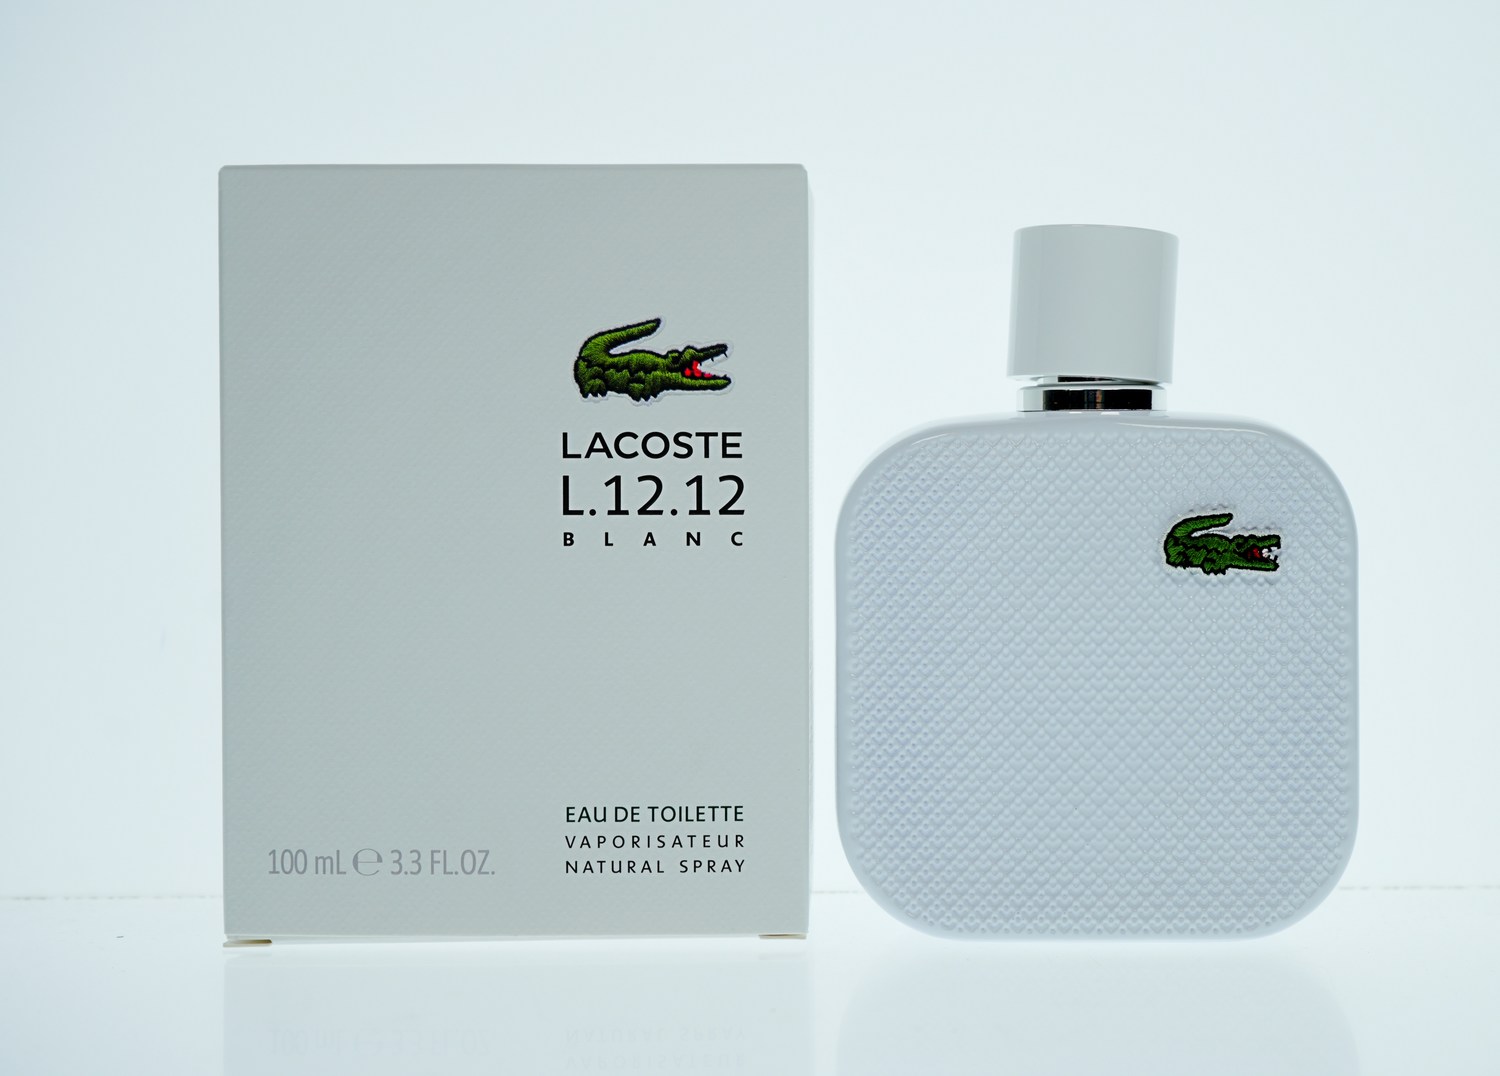 LACOSTE
L.12.12
BLANC
EAU DE TOILETTE
VAPORISATEUR
NATURAL SPRAY
100 mL ℮ 3.3 FL.OZ.